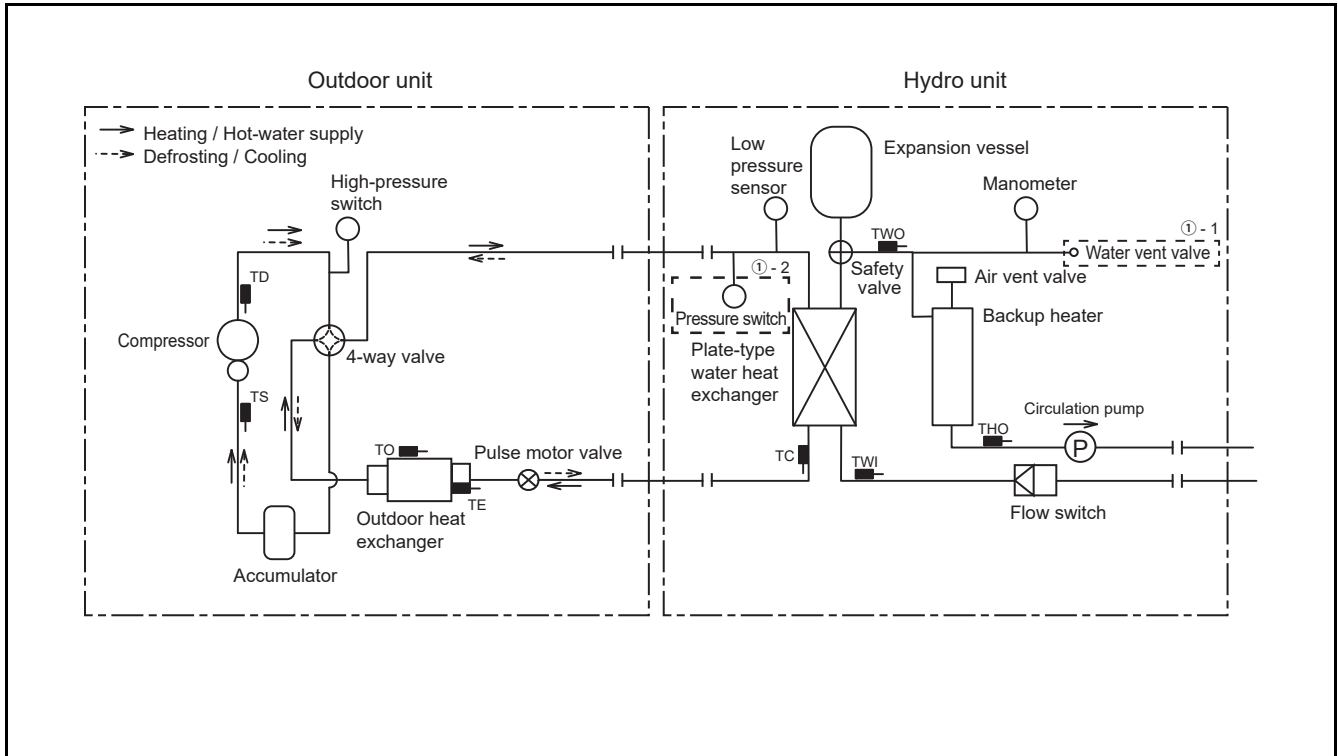 Outdoor unit
Hydro unit
Heating / Hot-water supply
Defrosting / Cooling
High-pressure
switch
TD
Compressor
4-way valve
TS
TO
Pulse motor valve
TE
Outdoor heat
exchanger
Accumulator
Low
pressure
sensor
Expansion vessel
Manometer
TWO
① - 1
Water vent valve
Safety
valve
Air vent valve
① - 2
Pressure switch
Backup heater
Plate-type
water heat
exchanger
Circulation pump
THO
P
TC
TWI
Flow switch